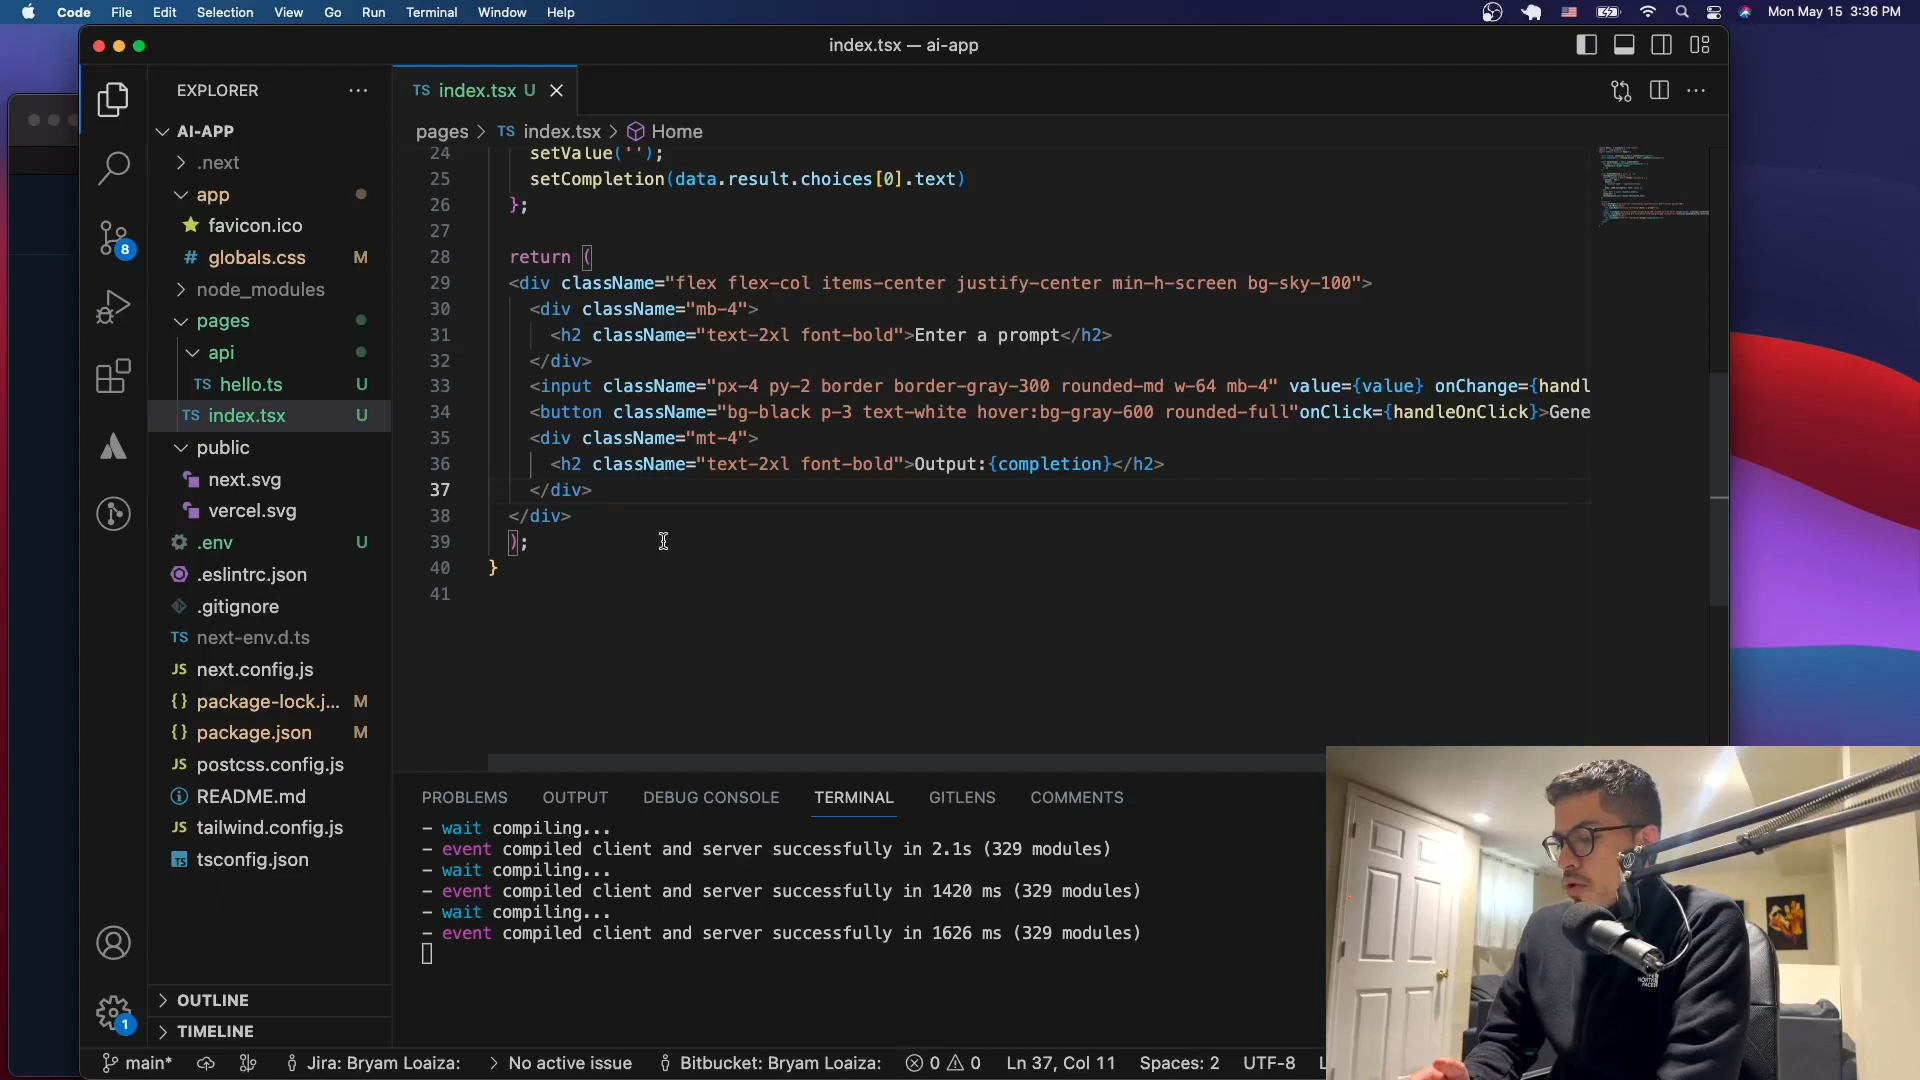 Code File Edit Selection View Go Run Terminal Window Help Mon May 15 3:36 PM
index.tsx — ai-app
EXPLORER
AI-APP
.next
app
favicon.ico
# globals.css M
node_modules
pages
api
TS hello.ts U
TS index.tsx U
public
next.svg
vercel.svg
.env U
.eslintrc.json
.gitignore
TS next-env.d.ts
JS next.config.js
{} package-lock.j... M
{} package.json M
JS postcss.config.js
README.md
JS tailwind.config.js
TS tsconfig.json
OUTLINE
TIMELINE
8
1
TS index.tsx U
pages > TS index.tsx > Home
24 setValue('');
25 setCompletion(data.result.choices[0].text)
26 };
27
28 return (
29 <div className="flex flex-col items-center justify-center min-h-screen bg-sky-100">
30 <div className="mb-4">
31 <h2 className="text-2xl font-bold">Enter a prompt</h2>
32 </div>
33 <input className="px-4 py-2 border border-gray-300 rounded-md w-64 mb-4" value={value} onChange={handl
34 <button className="bg-black p-3 text-white hover:bg-gray-600 rounded-full"onClick={handleOnClick}>Gene
35 <div className="mt-4">
36 <h2 className="text-2xl font-bold">Output:{completion}</h2>
37 </div>
38 </div>
39 );
40 }
41
PROBLEMS OUTPUT DEBUG CONSOLE TERMINAL GITLENS COMMENTS
- wait compiling...
- event compiled client and server successfully in 2.1s (329 modules)
- wait compiling...
- event compiled client and server successfully in 1420 ms (329 modules)
- wait compiling...
- event compiled client and server successfully in 1626 ms (329 modules)
main* Jira: Bryam Loaiza: > No active issue Bitbucket: Bryam Loaiza: 0 0 Ln 37, Col 11 Spaces: 2 UTF-8 L